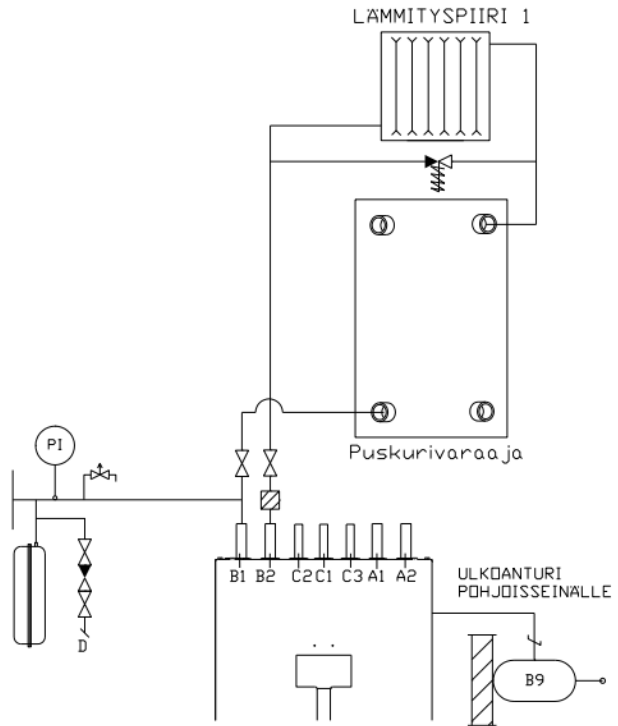 LÄMMITYSPIIRI 1
Puskurivaraaja
PI
B1 B2 C2 C1 C3 A1 A2
ULKOANTURI
POHJOISSEINÄLLE
D
B9